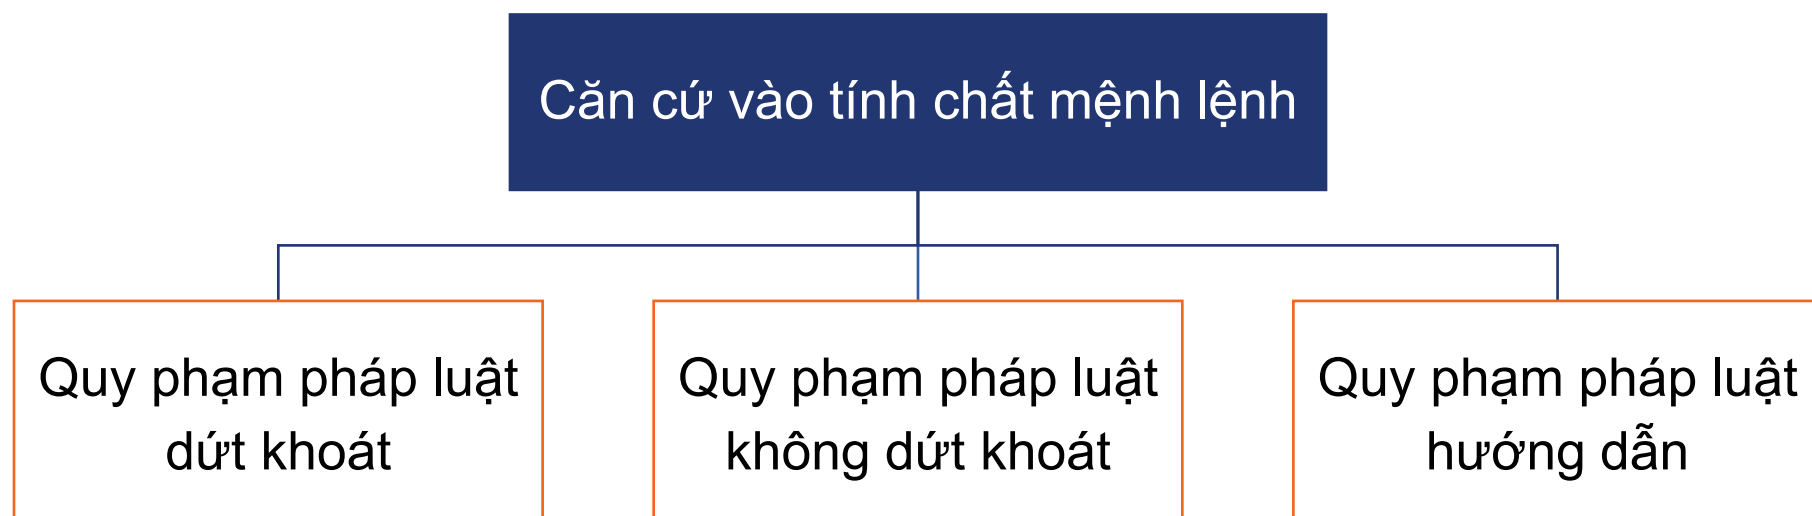 Căn cứ vào tính chất mệnh lệnh
Quy phạm pháp luật
dứt khoát
Quy phạm pháp luật
không dứt khoát
Quy phạm pháp luật
hướng dẫn